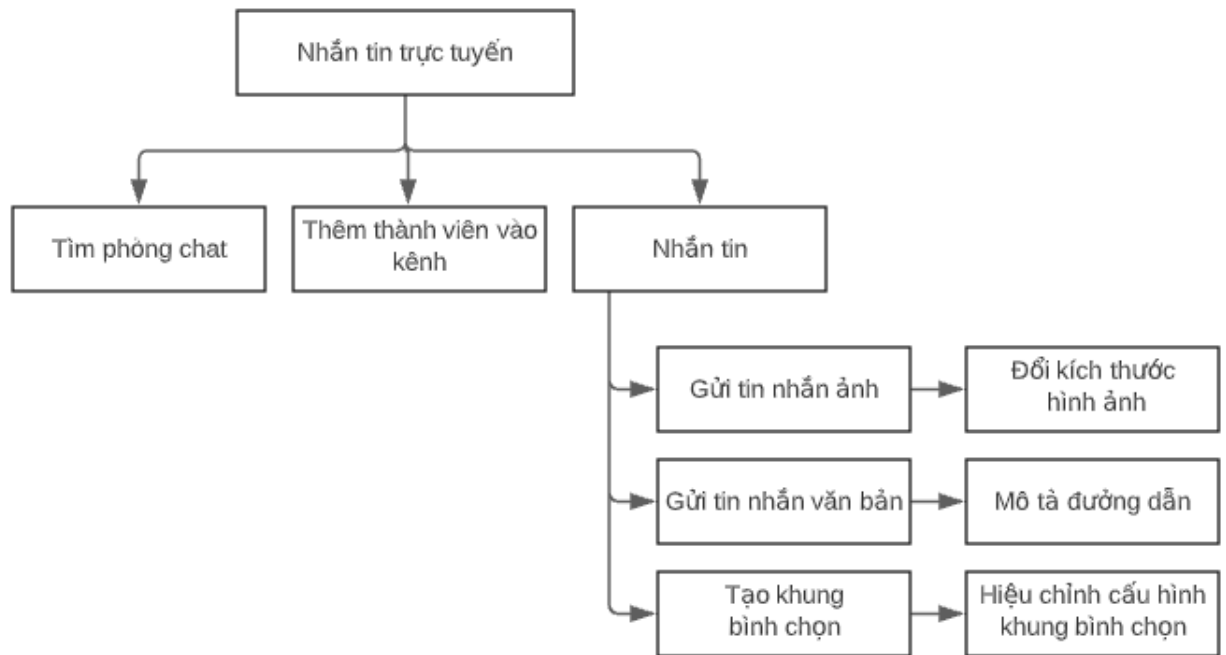 Nhắn tin trực tuyến
Tìm phòng chat
Thêm thành viên vào
kênh
Nhắn tin
Gửi tin nhắn ảnh
Đổi kích thước
hình ảnh
Gửi tin nhắn văn bản
Mô tả đưởng dẫn
Tạo khung
bình chọn
Hiệu chỉnh cấu hình
khung bình chọn